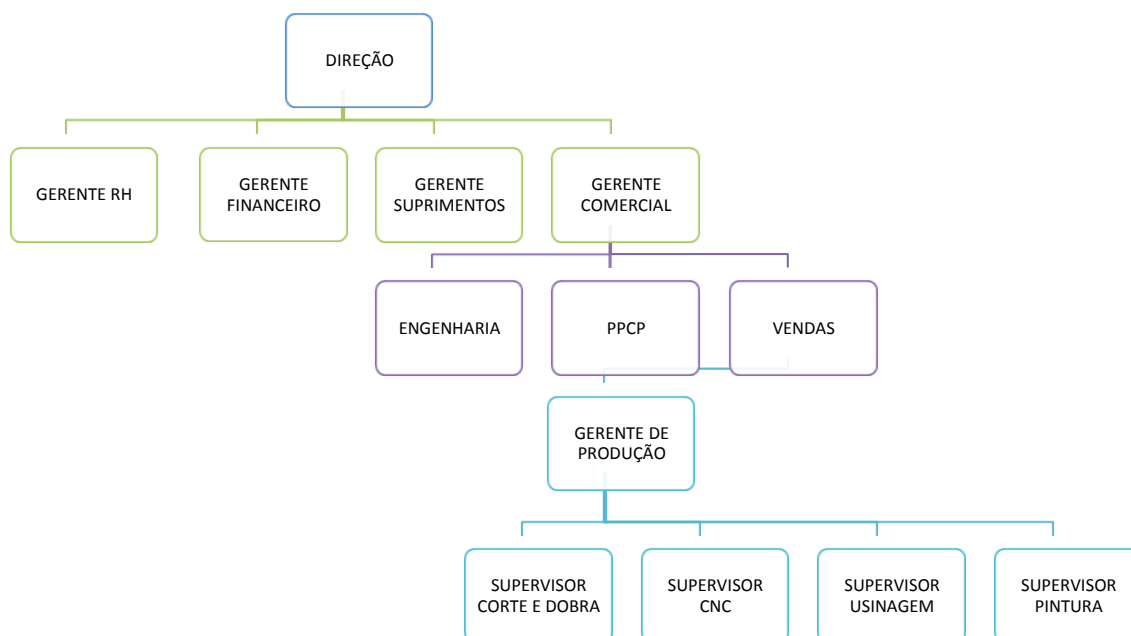 DIREÇÃO
GERENTE RH
GERENTE
FINANCEIRO
GERENTE
SUPRIMENTOS
GERENTE
COMERCIAL
ENGENHARIA
PPCP
VENDAS
GERENTE DE
PRODUÇÃO
SUPERVISOR
CORTE E DOBRA
SUPERVISOR
CNC
SUPERVISOR
USINAGEM
SUPERVISOR
PINTURA